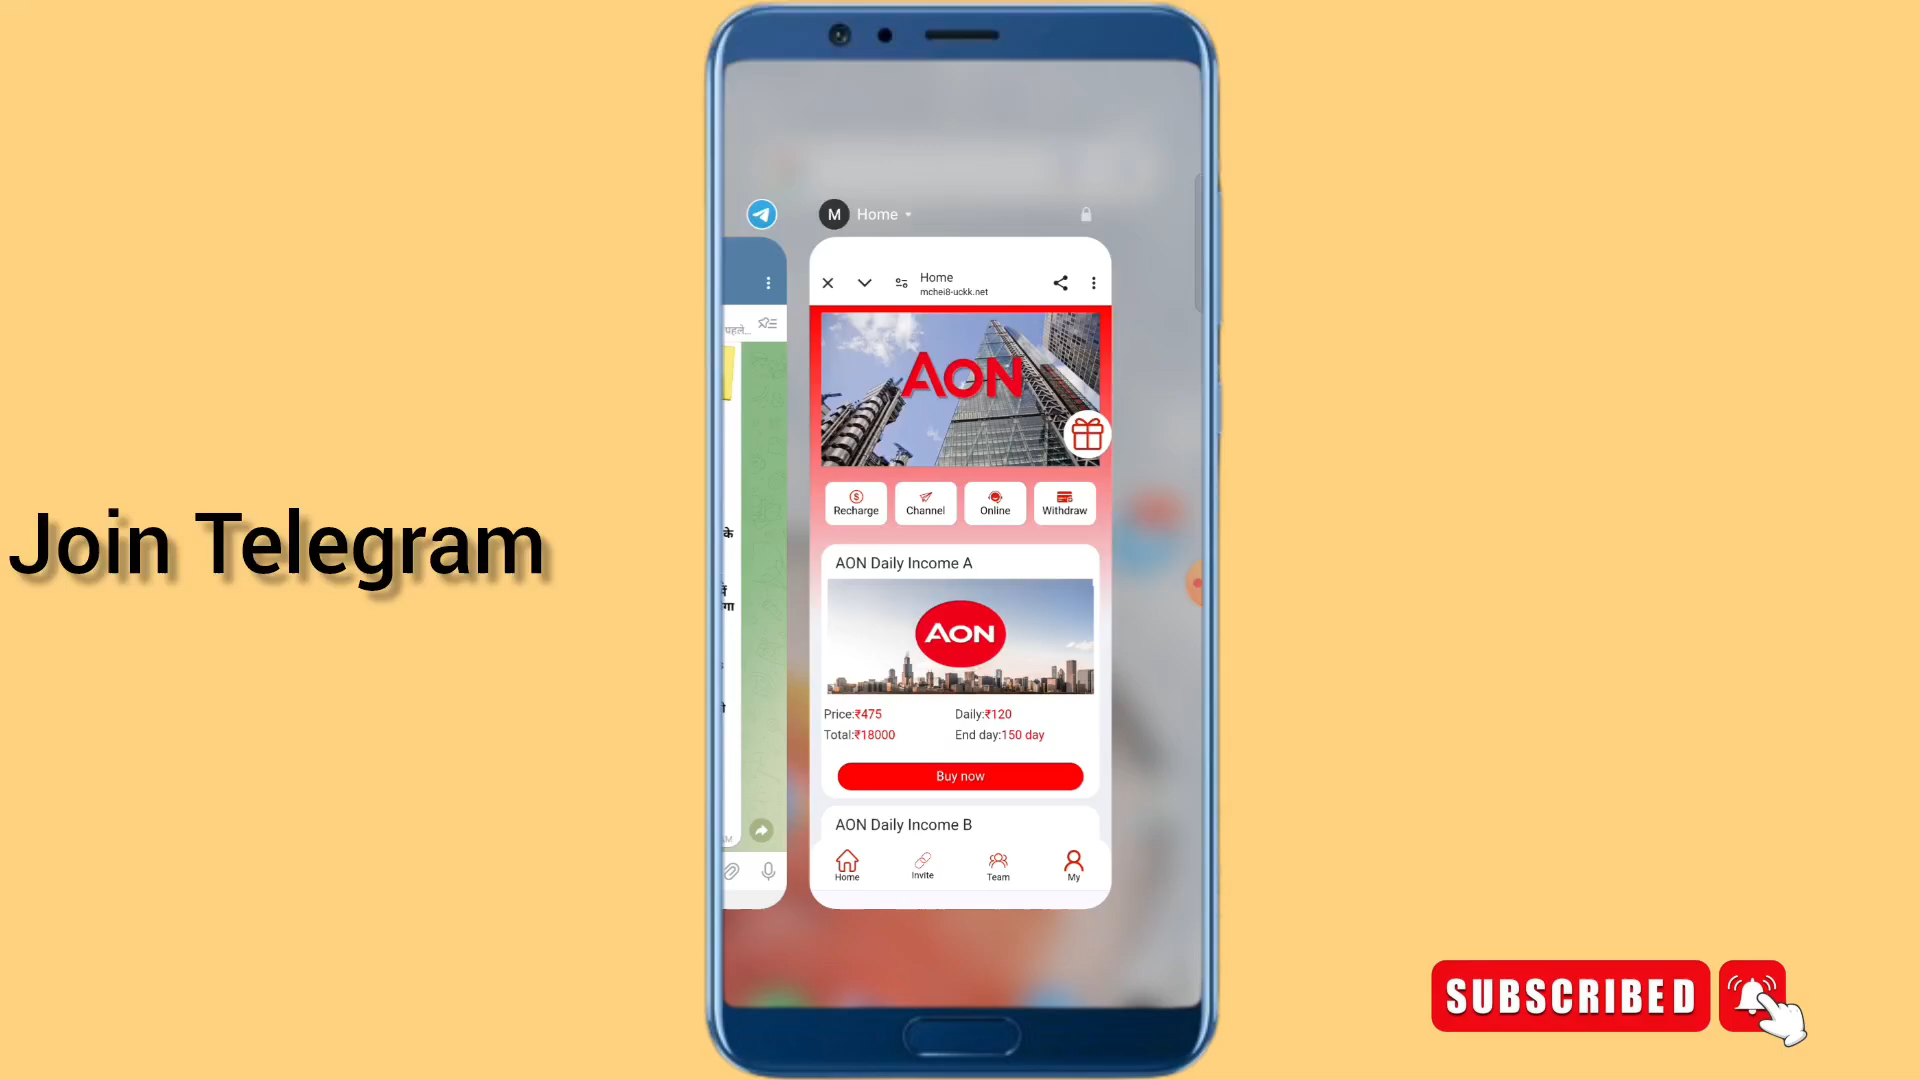 M Home
Home
mchei8-uckk.net
पहले...
AON
Recharge
Channel
Online
Withdraw
के
AON Daily Income A
Join Telegram
AON
Price:₹475
Daily:₹120
Total:₹18000
End day:150 day
Buy now
AON Daily Income B
Home
Invite
Team
My
SUBSCRIBED